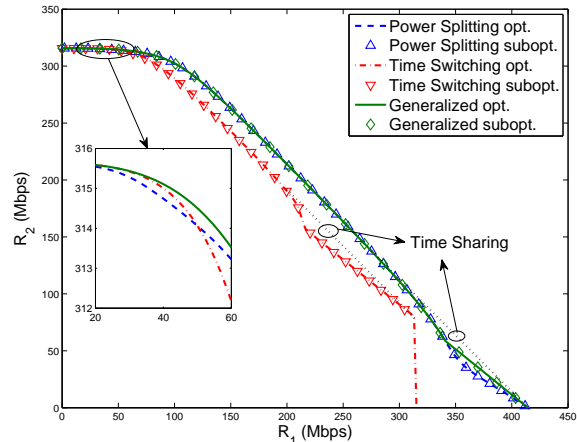 350
300
250
200
150
100
50
0
R2 (Mbps)
0 50 100 150 200 250 300 350 400 450
R1 (Mbps)
Power Splitting opt.
Power Splitting subopt.
Time Switching opt.
Time Switching subopt.
Generalized opt.
Generalized subopt.
Time Sharing
316
315
314
313
312
20 40 60